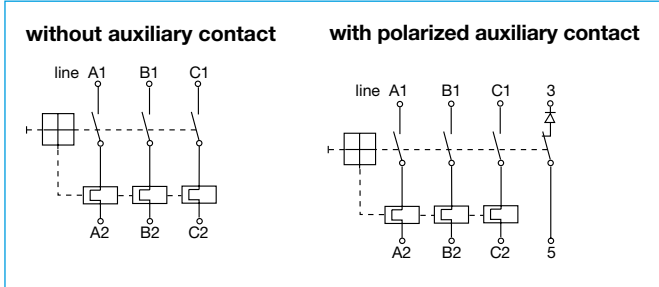 without auxiliary contact
line A1 B1 C1
A2 B2 C2
with polarized auxiliary contact
line A1 B1 C1 3
A2 B2 C2 5